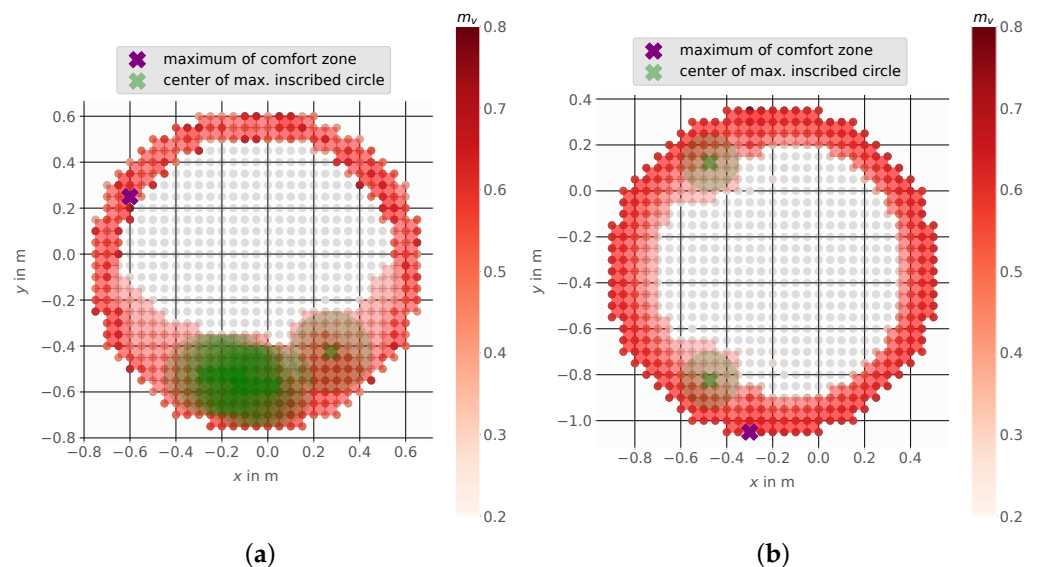 m_v
maximum of comfort zone
center of max. inscribed circle
0.8
0.7
0.6
0.5
0.4
0.3
0.2
0.6
0.4
0.2
0.0
−0.2
−0.4
−0.6
−0.8
y in m
−0.8 −0.6 −0.4 −0.2 0.0 0.2 0.4 0.6
x in m
(a)
m_v
maximum of comfort zone
center of max. inscribed circle
0.8
0.7
0.6
0.5
0.4
0.3
0.2
0.4
0.2
0.0
−0.2
−0.4
−0.6
−0.8
−1.0
y in m
−0.8 −0.6 −0.4 −0.2 0.0 0.2 0.4
x in m
(b)